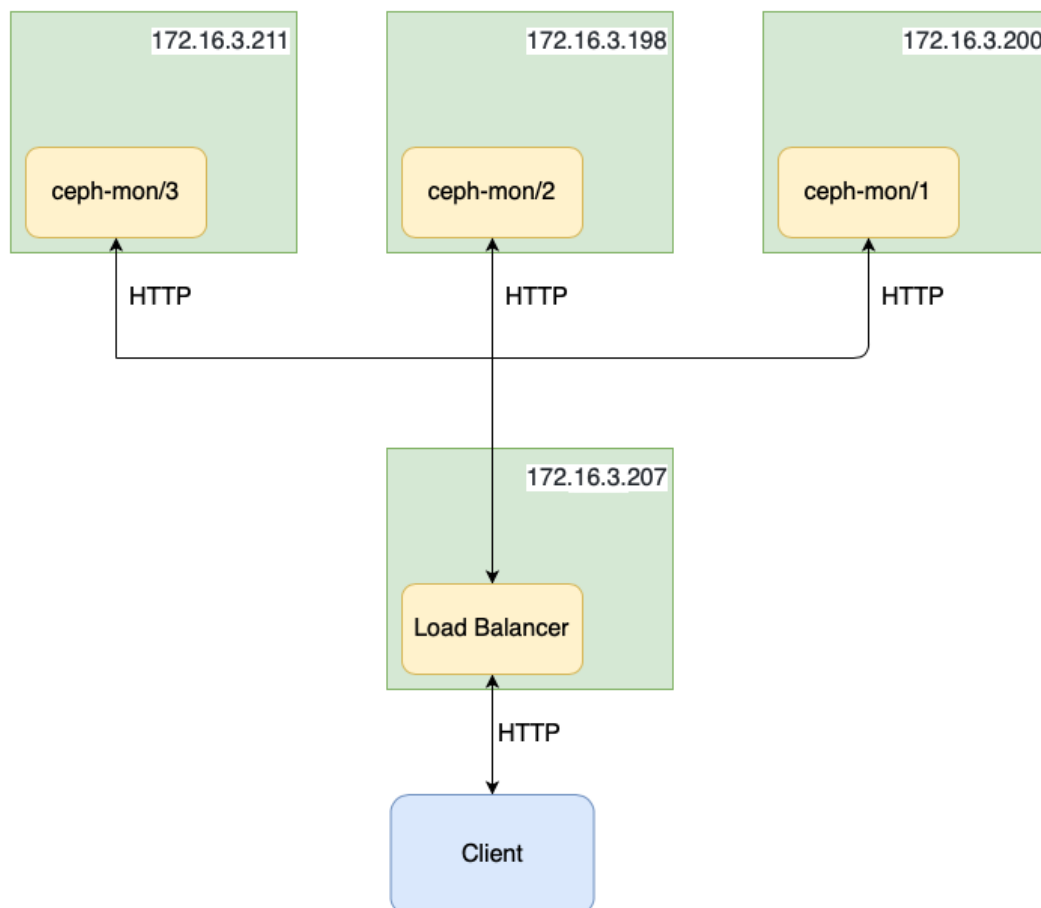 172.16.3.211
172.16.3.198
172.16.3.200
ceph-mon/3
ceph-mon/2
ceph-mon/1
HTTP
HTTP
HTTP
172.16.3.207
Load Balancer
HTTP
Client